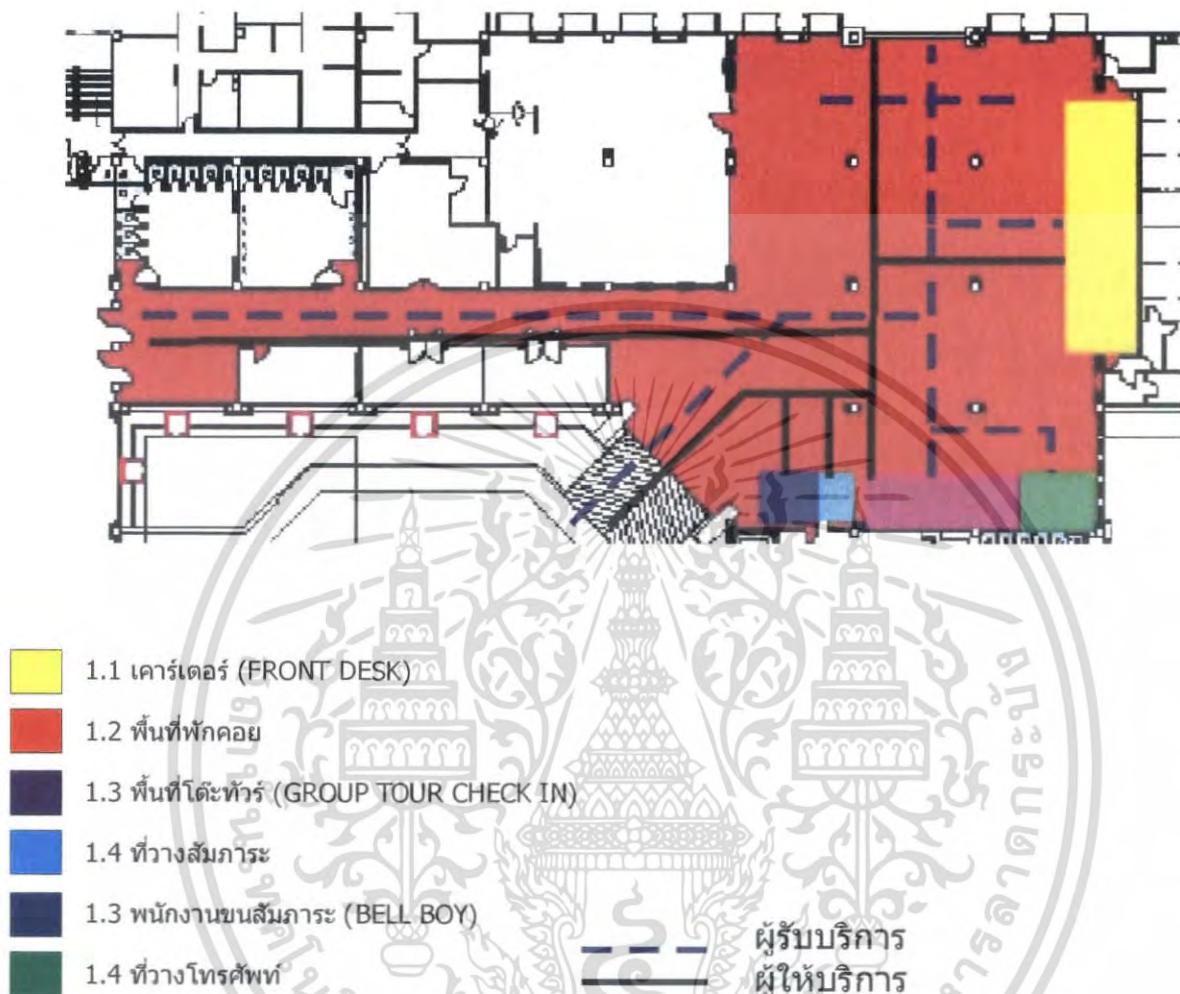 1.1 เคาร์เตอร์ (FRONT DESK)
1.2 พื้นที่พักคอย
1.3 พื้นที่โต๊ะทัวร์ (GROUP TOUR CHECK IN)
1.4 ที่วางสัมภาระ
1.3 พนักงานขนสัมภาระ (BELL BOY)
1.4 ที่วางโทรศัพท์
ผู้รับบริการ
ผู้ให้บริการ